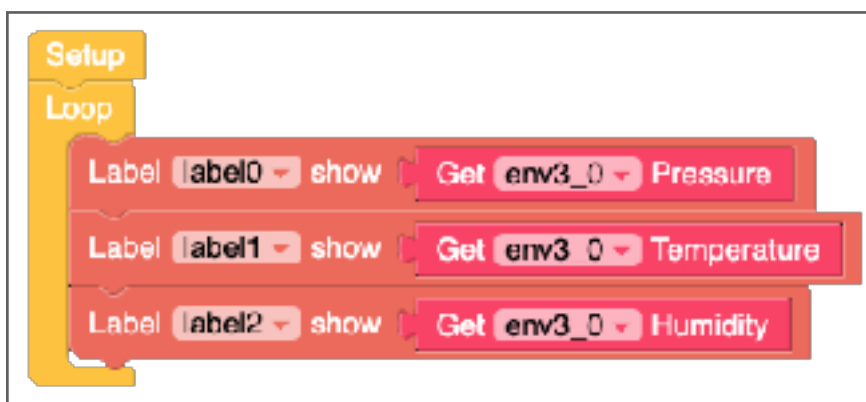 Setup
Loop
Label label0 show Get env3_0 Pressure
Label label1 show Get env3_0 Temperature
Label label2 show Get env3_0 Humidity